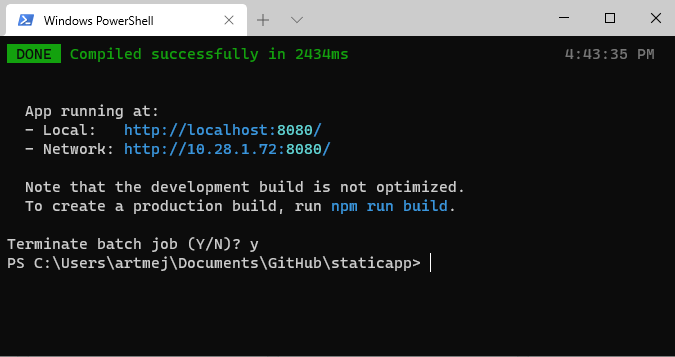 Windows PowerShell
DONE Compiled successfully in 2434ms 4:43:35 PM
App running at:
- Local: http://localhost:8080/
- Network: http://10.28.1.72:8080/
Note that the development build is not optimized.
To create a production build, run npm run build.
Terminate batch job (Y/N)? y
PS C:\Users\artmej\Documents\GitHub\staticapp>